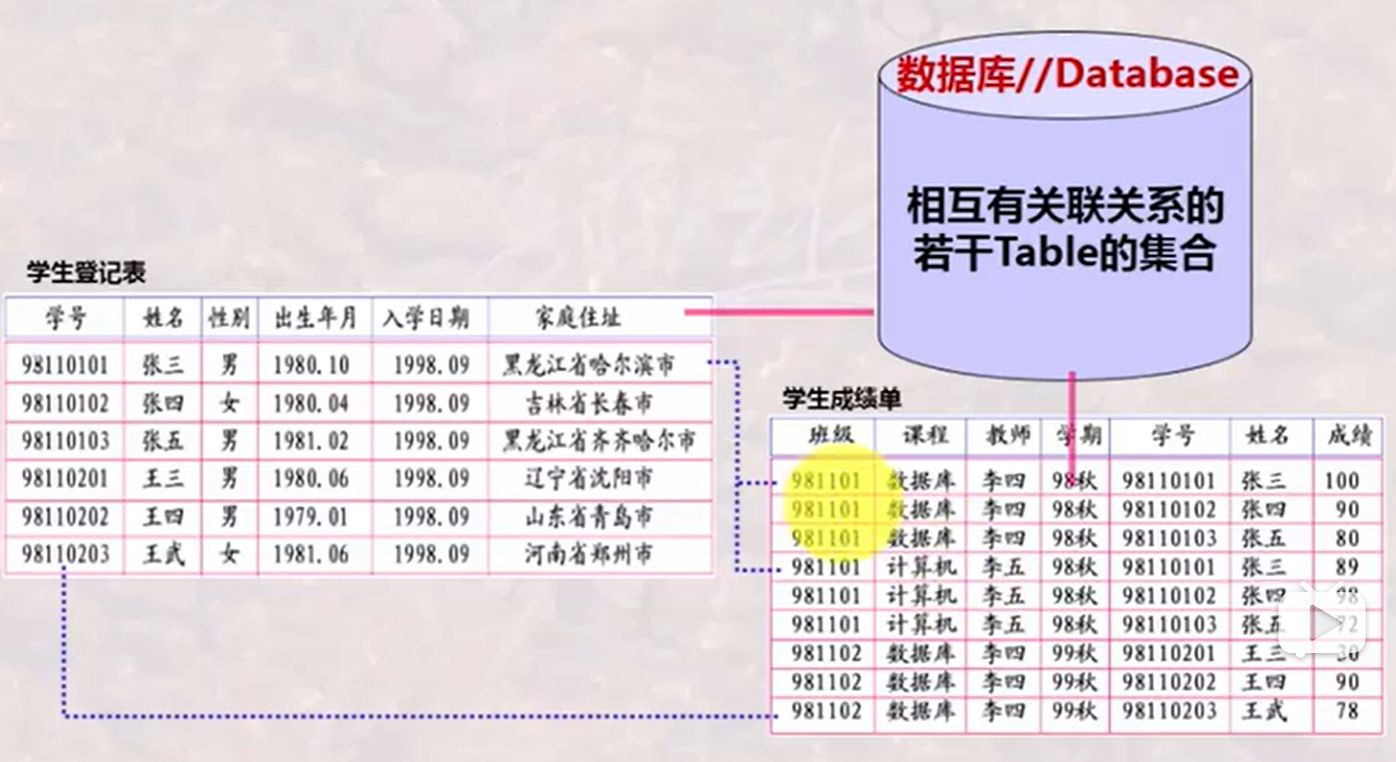 数据库//Database
相互有关联关系的
若干Table的集合
学生登记表
学号 姓名 性别 出生年月 入学日期 家庭住址
98110101 张三 男 1980.10 1998.09 黑龙江省哈尔滨市
98110102 张四 女 1980.04 1998.09 吉林省长春市
98110103 张五 男 1981.02 1998.09 黑龙江省齐齐哈尔市
98110201 王三 男 1980.06 1998.09 辽宁省沈阳市
98110202 王四 男 1979.01 1998.09 山东省青島市
98110203 王武 女 1981.06 1998.09 河南省郑州市
学生成绩单
班级 课程 教师 学期 学号 姓名 成绩
981101 数据库 李四 98秋 98110101 张三 100
981101 数据库 李四 98秋 98110102 张四 90
981101 数据库 李四 98秋 98110103 张五 80
981101 计算机 李五 98秋 98110101 张三 89
981101 计算机 李五 98秋 98110102 张四 98
981101 计算机 李五 98秋 98110103 张五 72
981102 数据库 李四 99秋 98110201 王三 30
981102 数据库 李四 99秋 98110202 王四 90
981102 数据库 李四 99秋 98110203 王武 78